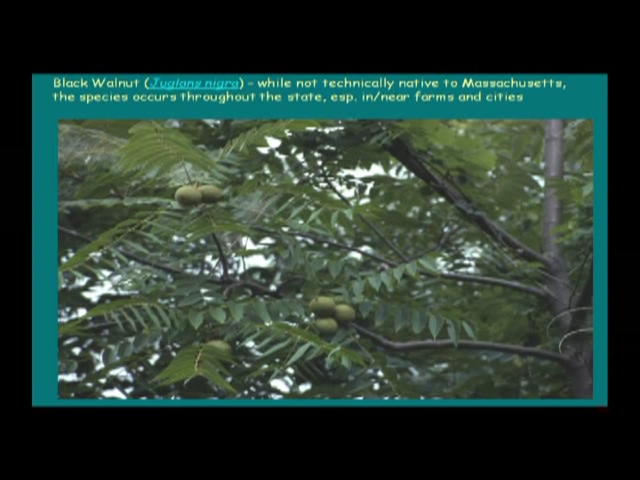 Black Walnut (Juglans nigra) - while not technically native to Massachusetts,
the species occurs throughout the state, esp. in/near farms and cities